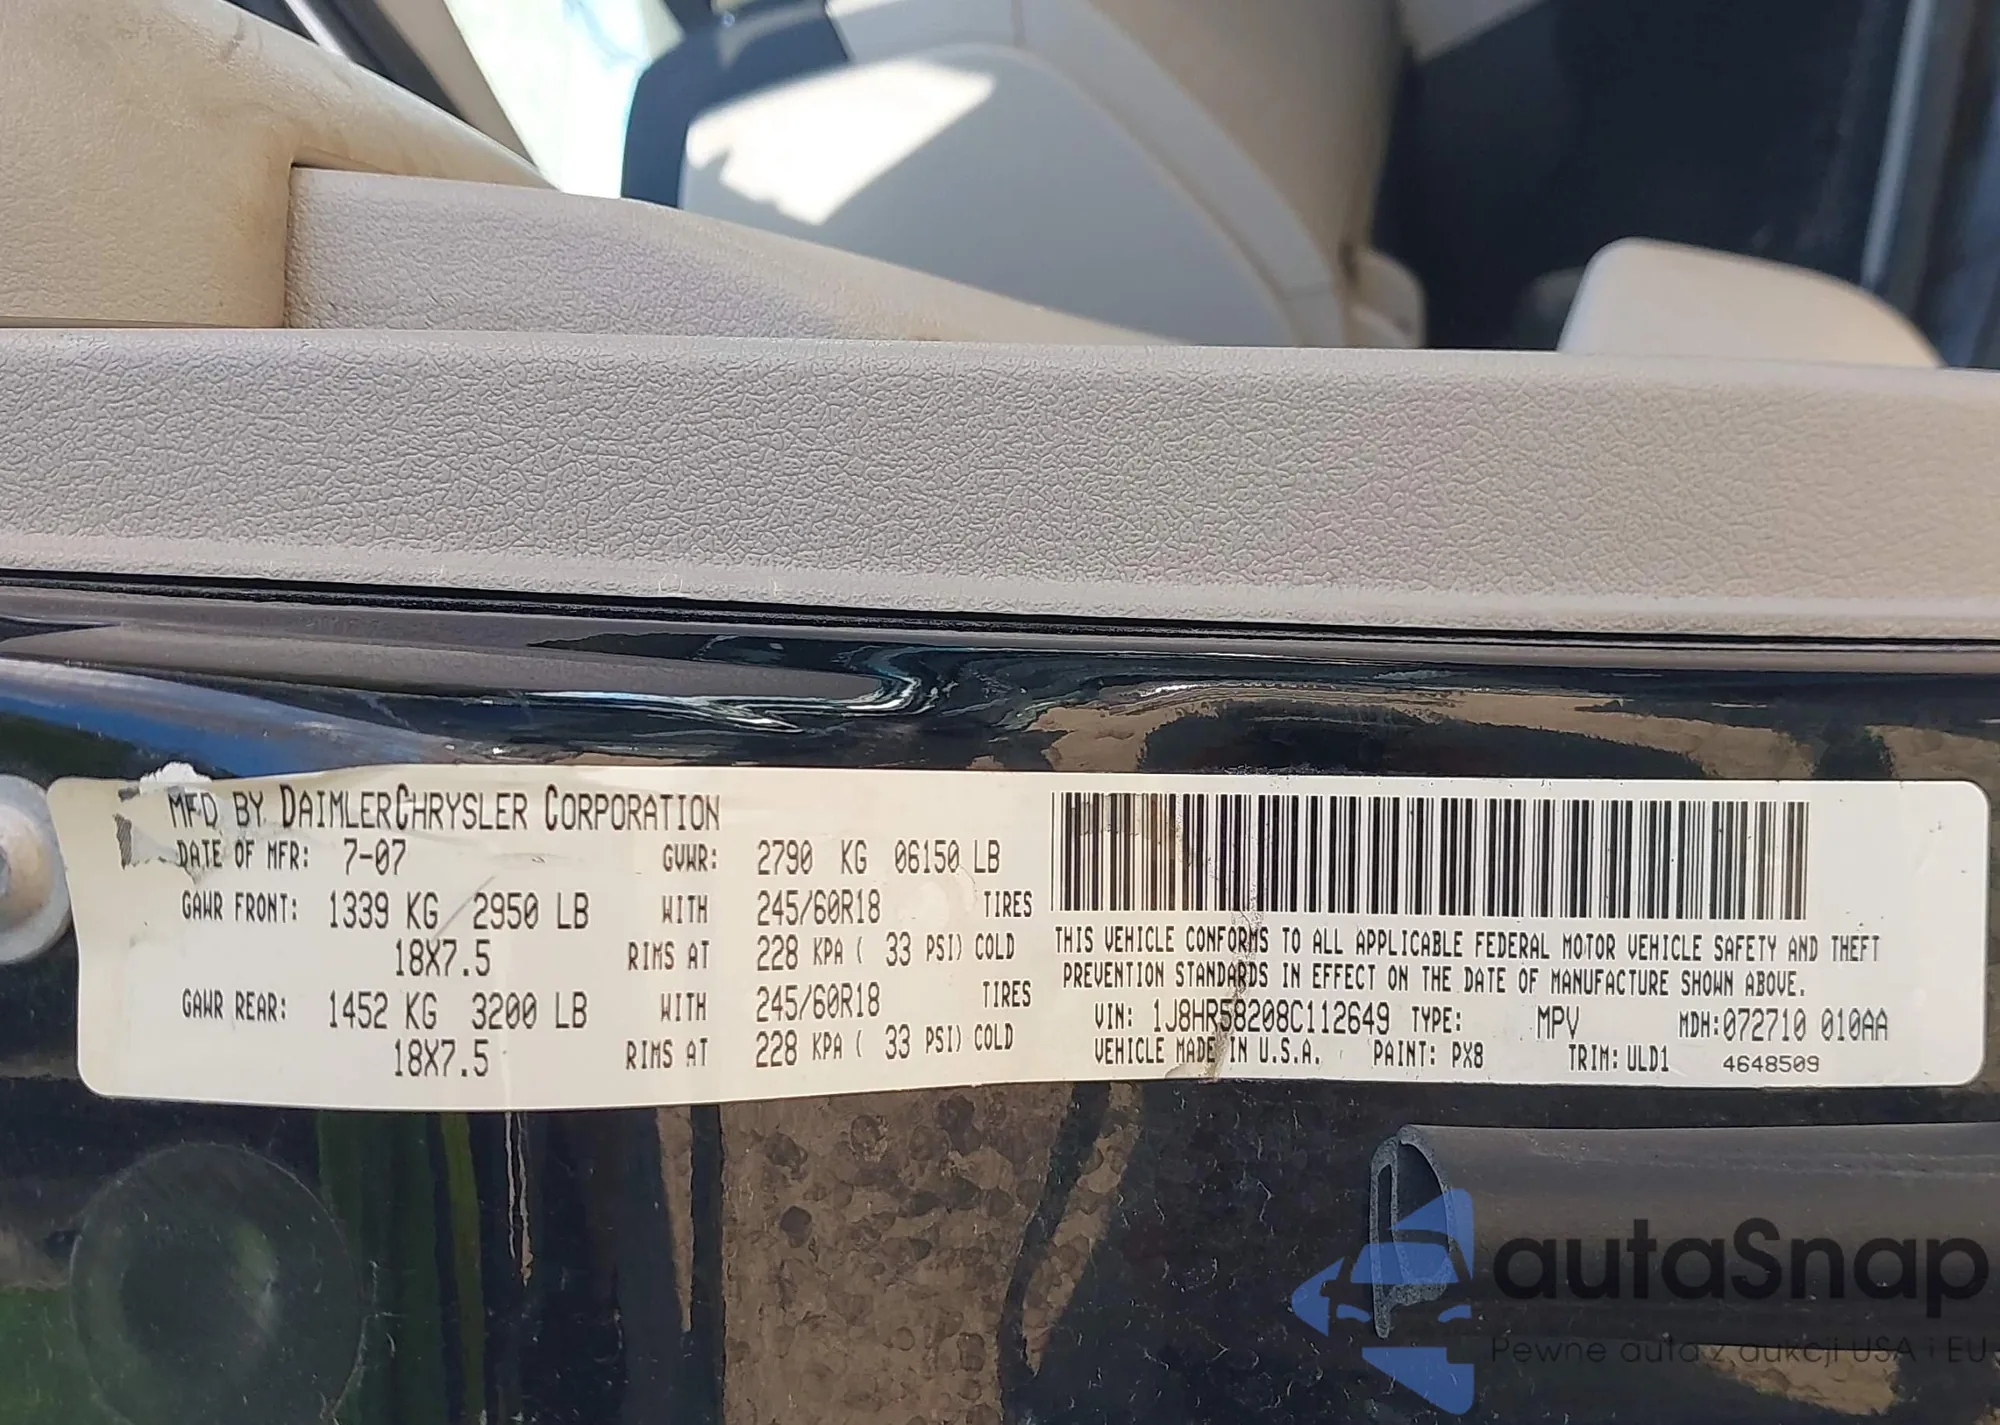 MFD BY DAIMLERCHRYSLER CORPORATION
DATE OF MFR: 7-07 GVWR: 2790 KG 06150 LB
GAWR FRONT: 1339 KG 2950 LB WITH 245/60R18 TIRES
18X7.5 RIMS AT 228 KPA ( 33 PSI) COLD
GAWR REAR: 1452 KG 3200 LB WITH 245/60R18 TIRES
18X7.5 RIMS AT 228 KPA ( 33 PSI) COLD
THIS VEHICLE CONFORMS TO ALL APPLICABLE FEDERAL MOTOR VEHICLE SAFETY AND THEFT
PREVENTION STANDARDS IN EFFECT ON THE DATE OF MANUFACTURE SHOWN ABOVE.
VIN: 1J8HR58208C112649 TYPE: MPV MDH:072710 010AA
VEHICLE MADE IN U.S.A. PAINT: PX8 TRIM: ULD1 4648509
autaSnap
Pewne auta z aukcji USA i EU